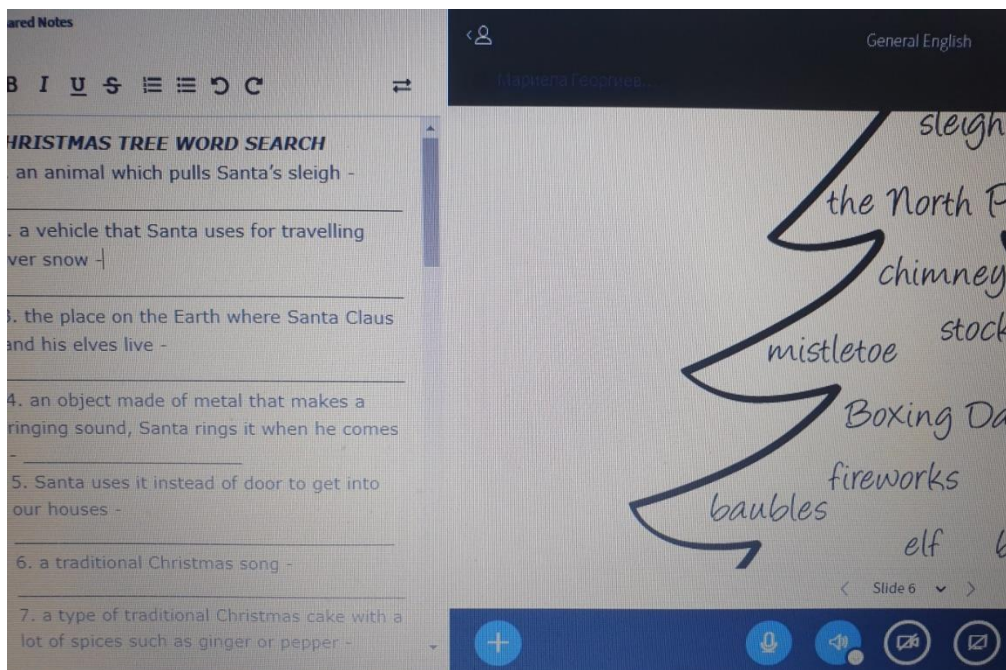 ared Notes
B I U S
HRISTMAS TREE WORD SEARCH
an animal which pulls Santa's sleigh -
. a vehicle that Santa uses for travelling
ver snow -
3. the place on the Earth where Santa Claus
and his elves live -
4. an object made of metal that makes a
ringing sound, Santa rings it when he comes
-
5. Santa uses it instead of door to get into
our houses -
6. a traditional Christmas song -
7. a type of traditional Christmas cake with a
lot of spices such as ginger or pepper -
General English
sleigh
the North P
chimney
stock
mistletoe
Boxing Da
fireworks
baubles
elf
Slide 6